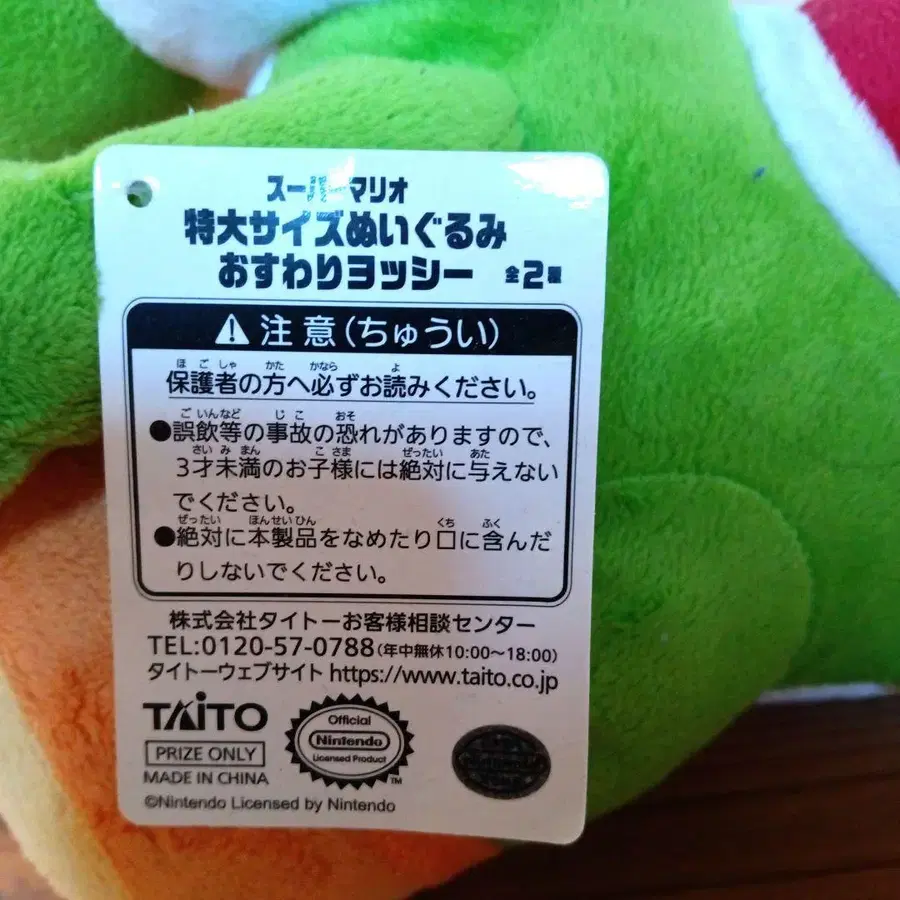 スーパーマリオ
特大サイズぬいぐるみ
おすわりヨッシー 全2種
注意(ちゅうい)
保護者の方へ必ずお読みください。
●誤飲等の事故の恐れがありますので、
3才未満のお子様には絶対に与えない
でください。
●絶対に本製品をなめたり口に含んだ
りしないでください。
株式会社タイトーお客様相談センター
TEL:0120-57-0788(年中無休10:00〜18:00)
タイトーウェブサイト https://www.taito.co.jp
TAITO
PRIZE ONLY
MADE IN CHINA
Official
Nintendo
Licensed Product
TM
©Nintendo Licensed by Nintendo